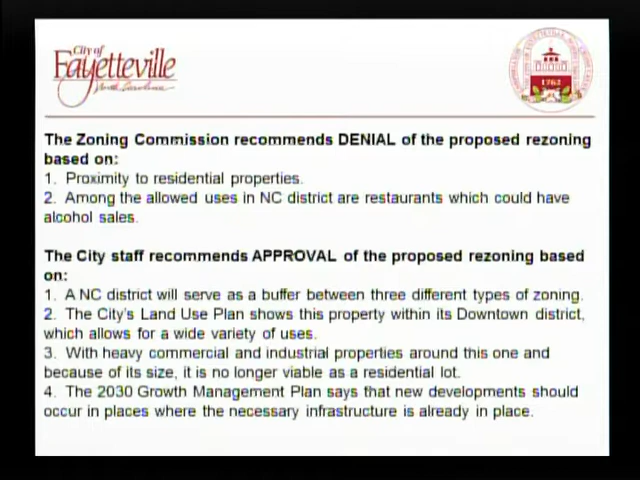 City of
Fayetteville
North Carolina
1762
The Zoning Commission recommends DENIAL of the proposed rezoning
based on:
1. Proximity to residential properties.
2. Among the allowed uses in NC district are restaurants which could have
alcohol sales.
The City staff recommends APPROVAL of the proposed rezoning based
on:
1. A NC district will serve as a buffer between three different types of zoning.
2. The City's Land Use Plan shows this property within its Downtown district,
which allows for a wide variety of uses.
3. With heavy commercial and industrial properties around this one and
because of its size, it is no longer viable as a residential lot.
4. The 2030 Growth Management Plan says that new developments should
occur in places where the necessary infrastructure is already in place.